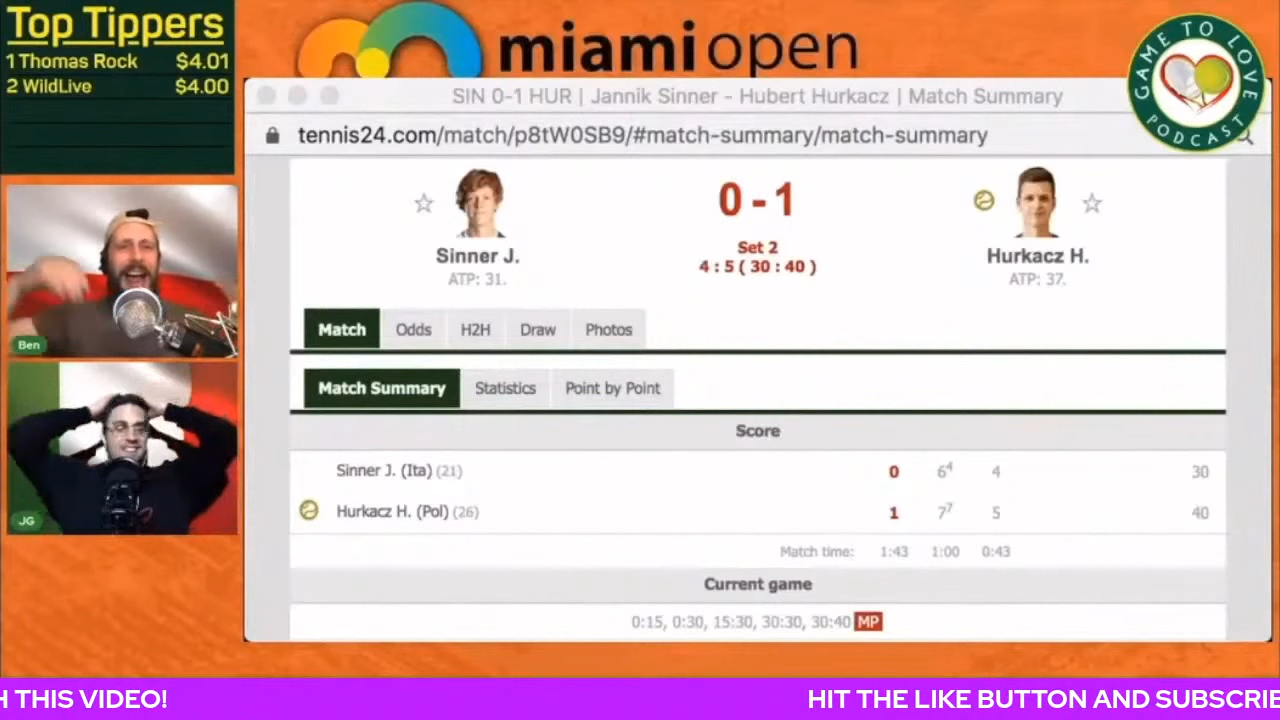 Top Tippers
1 Thomas Rock $4.01
2 WildLive $4.00
miami open
GAME TO LOVE
PODCAST
SIN 0-1 HUR | Jannik Sinner - Hubert Hurkacz | Match Summary
tennis24.com/match/p8tW0SB9/#match-summary/match-summary
0 - 1
Set 2
4 : 5 ( 30 : 40 )
Sinner J.
ATP: 31.
Hurkacz H.
ATP: 37.
Match Odds H2H Draw Photos
Match Summary Statistics Point by Point
Score
Sinner J. (Ita) (21) 0 6⁴ 4 30
Hurkacz H. (Pol) (26) 1 7⁷ 5 40
Match time: 1:43 1:00 0:43
Current game
0:15, 0:30, 15:30, 30:30, 30:40 MP
Ben
JG
H THIS VIDEO! HIT THE LIKE BUTTON AND SUBSCRIBE